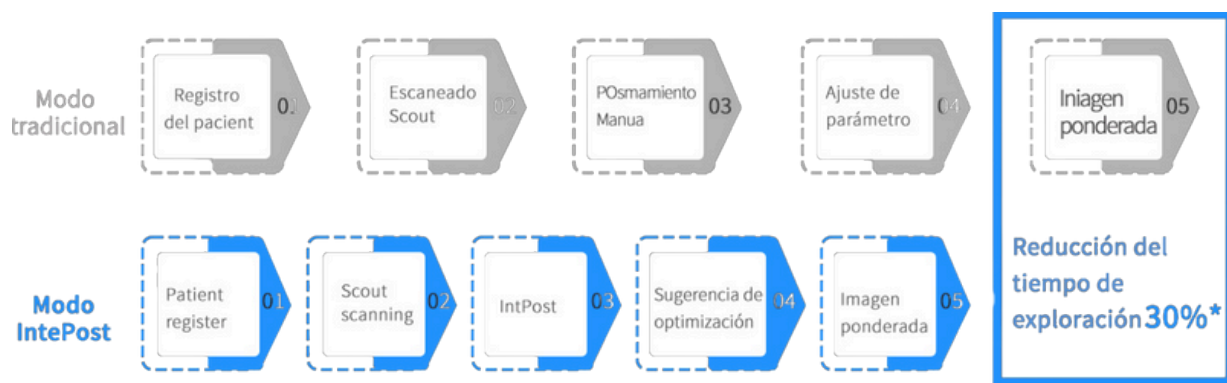 Modo
tradicional
Registro
del pacient
01
Escaneado
Scout
02
POsmamiento
Manua
03
Ajuste de
parámetro
04
Iniagen
ponderada
05
Modo
IntePost
Patient
register
01
Scout
scanning
02
IntPost
03
Sugerencia de
optimización
04
Imagen
ponderada
05
Reducción del
tiempo de
exploración 30%*